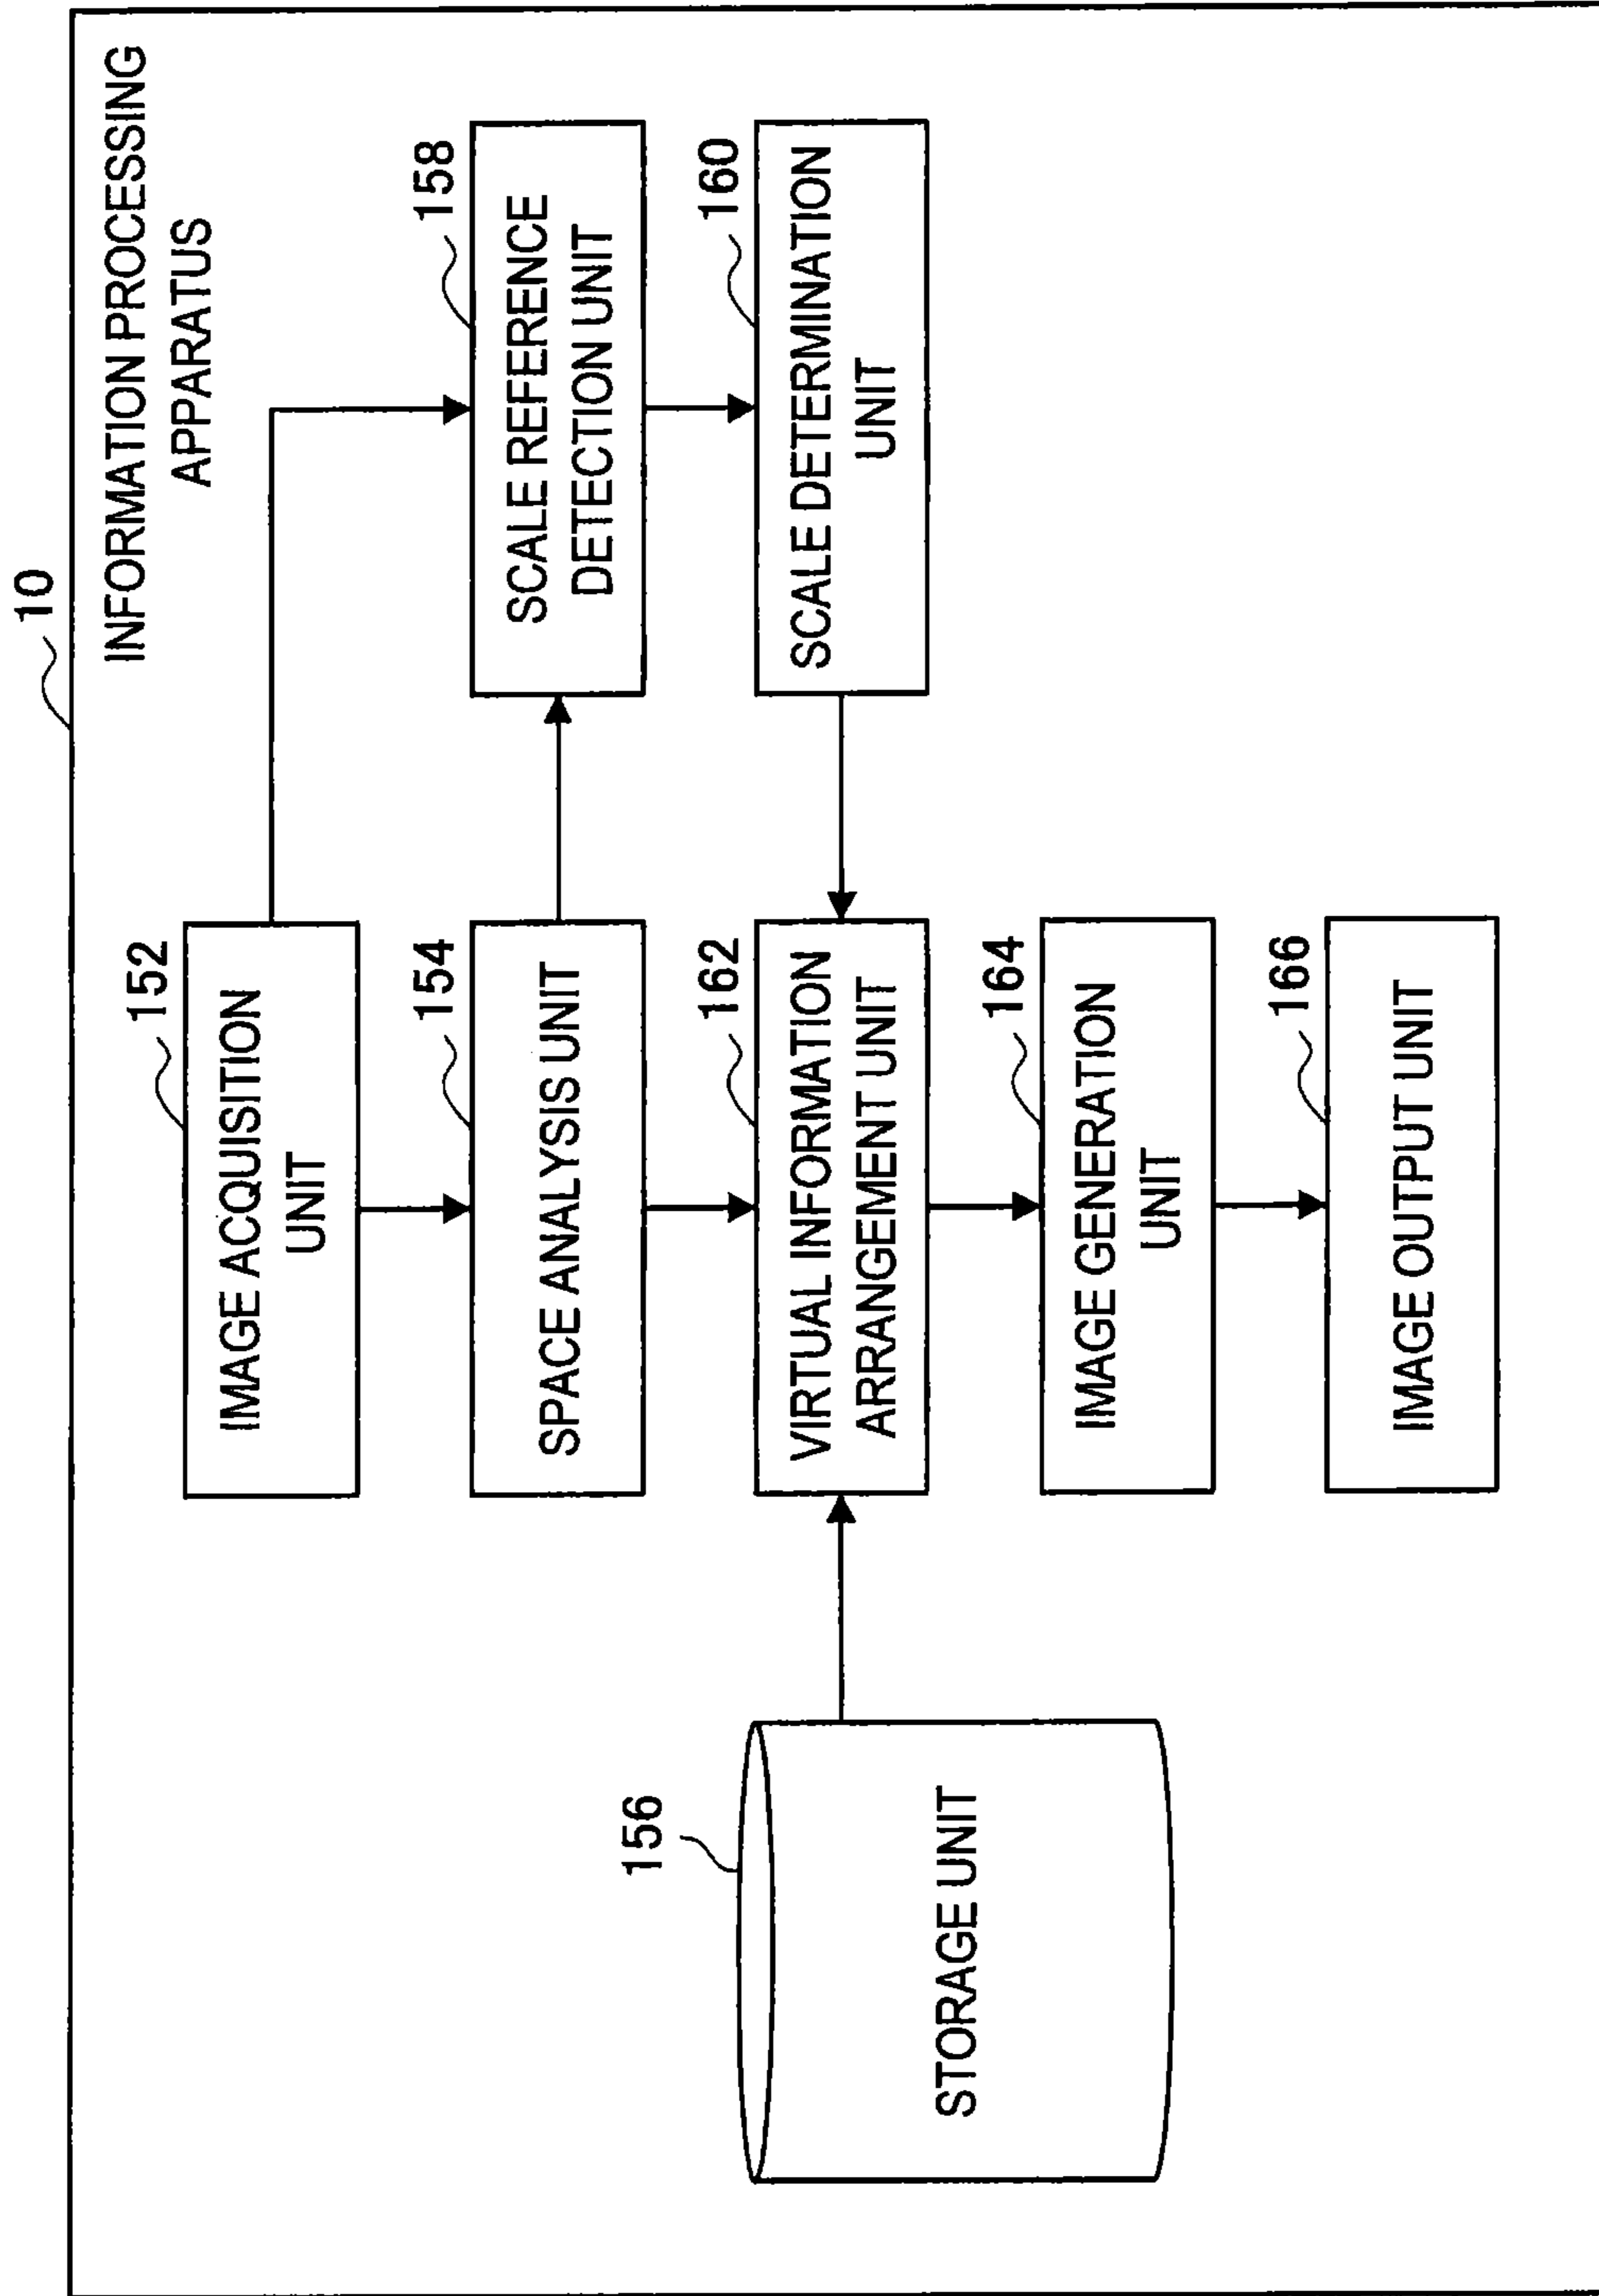 10
INFORMATION PROCESSING
APPARATUS
152
IMAGE ACQUISITION
UNIT
154
SPACE ANALYSIS UNIT
158
SCALE REFERENCE
DETECTION UNIT
156
STORAGE UNIT
162
VIRTUAL INFORMATION
ARRANGEMENT UNIT
160
SCALE DETERMINATION
UNIT
164
IMAGE GENERATION
UNIT
166
IMAGE OUTPUT UNIT